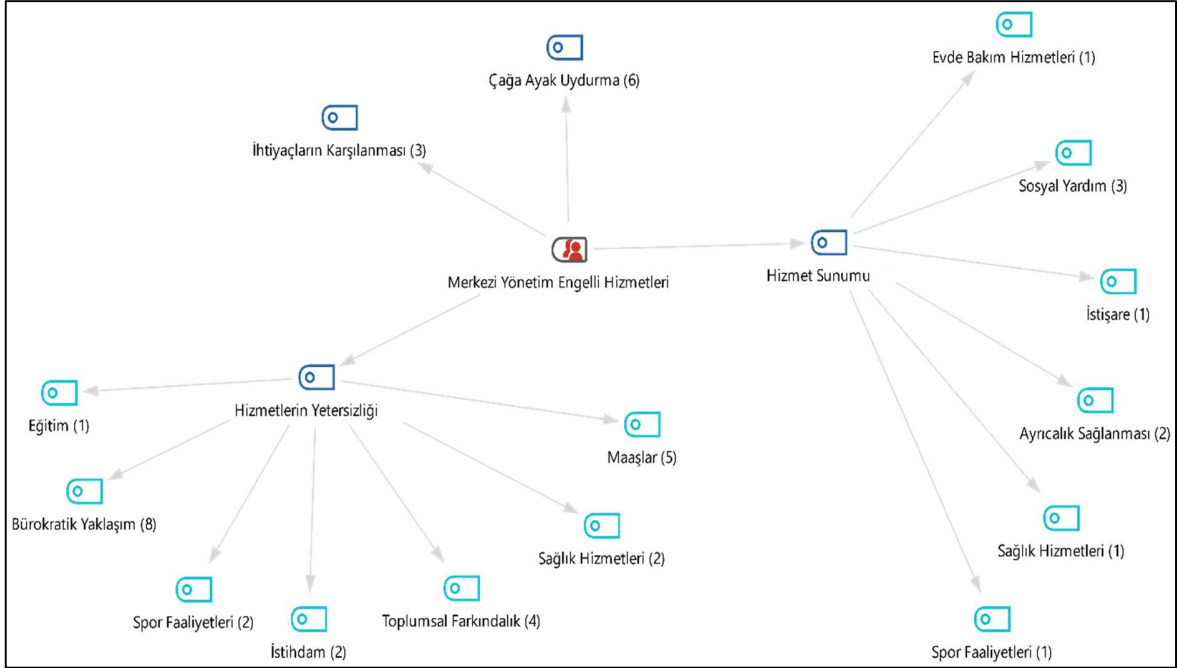 Evde Bakım Hizmetleri (1)
Çağa Ayak Uydurma (6)
İhtiyaçların Karşılanması (3)
Sosyal Yardım (3)
Merkezi Yönetim Engelli Hizmetleri
Hizmet Sunumu
İstişare (1)
Hizmetlerin Yetersizliği
Eğitim (1)
Ayrıcalık Sağlanması (2)
Maaşlar (5)
Bürokratik Yaklaşım (8)
Sağlık Hizmetleri (2)
Sağlık Hizmetleri (1)
Spor Faaliyetleri (2)
Toplumsal Farkındalık (4)
İstihdam (2)
Spor Faaliyetleri (1)